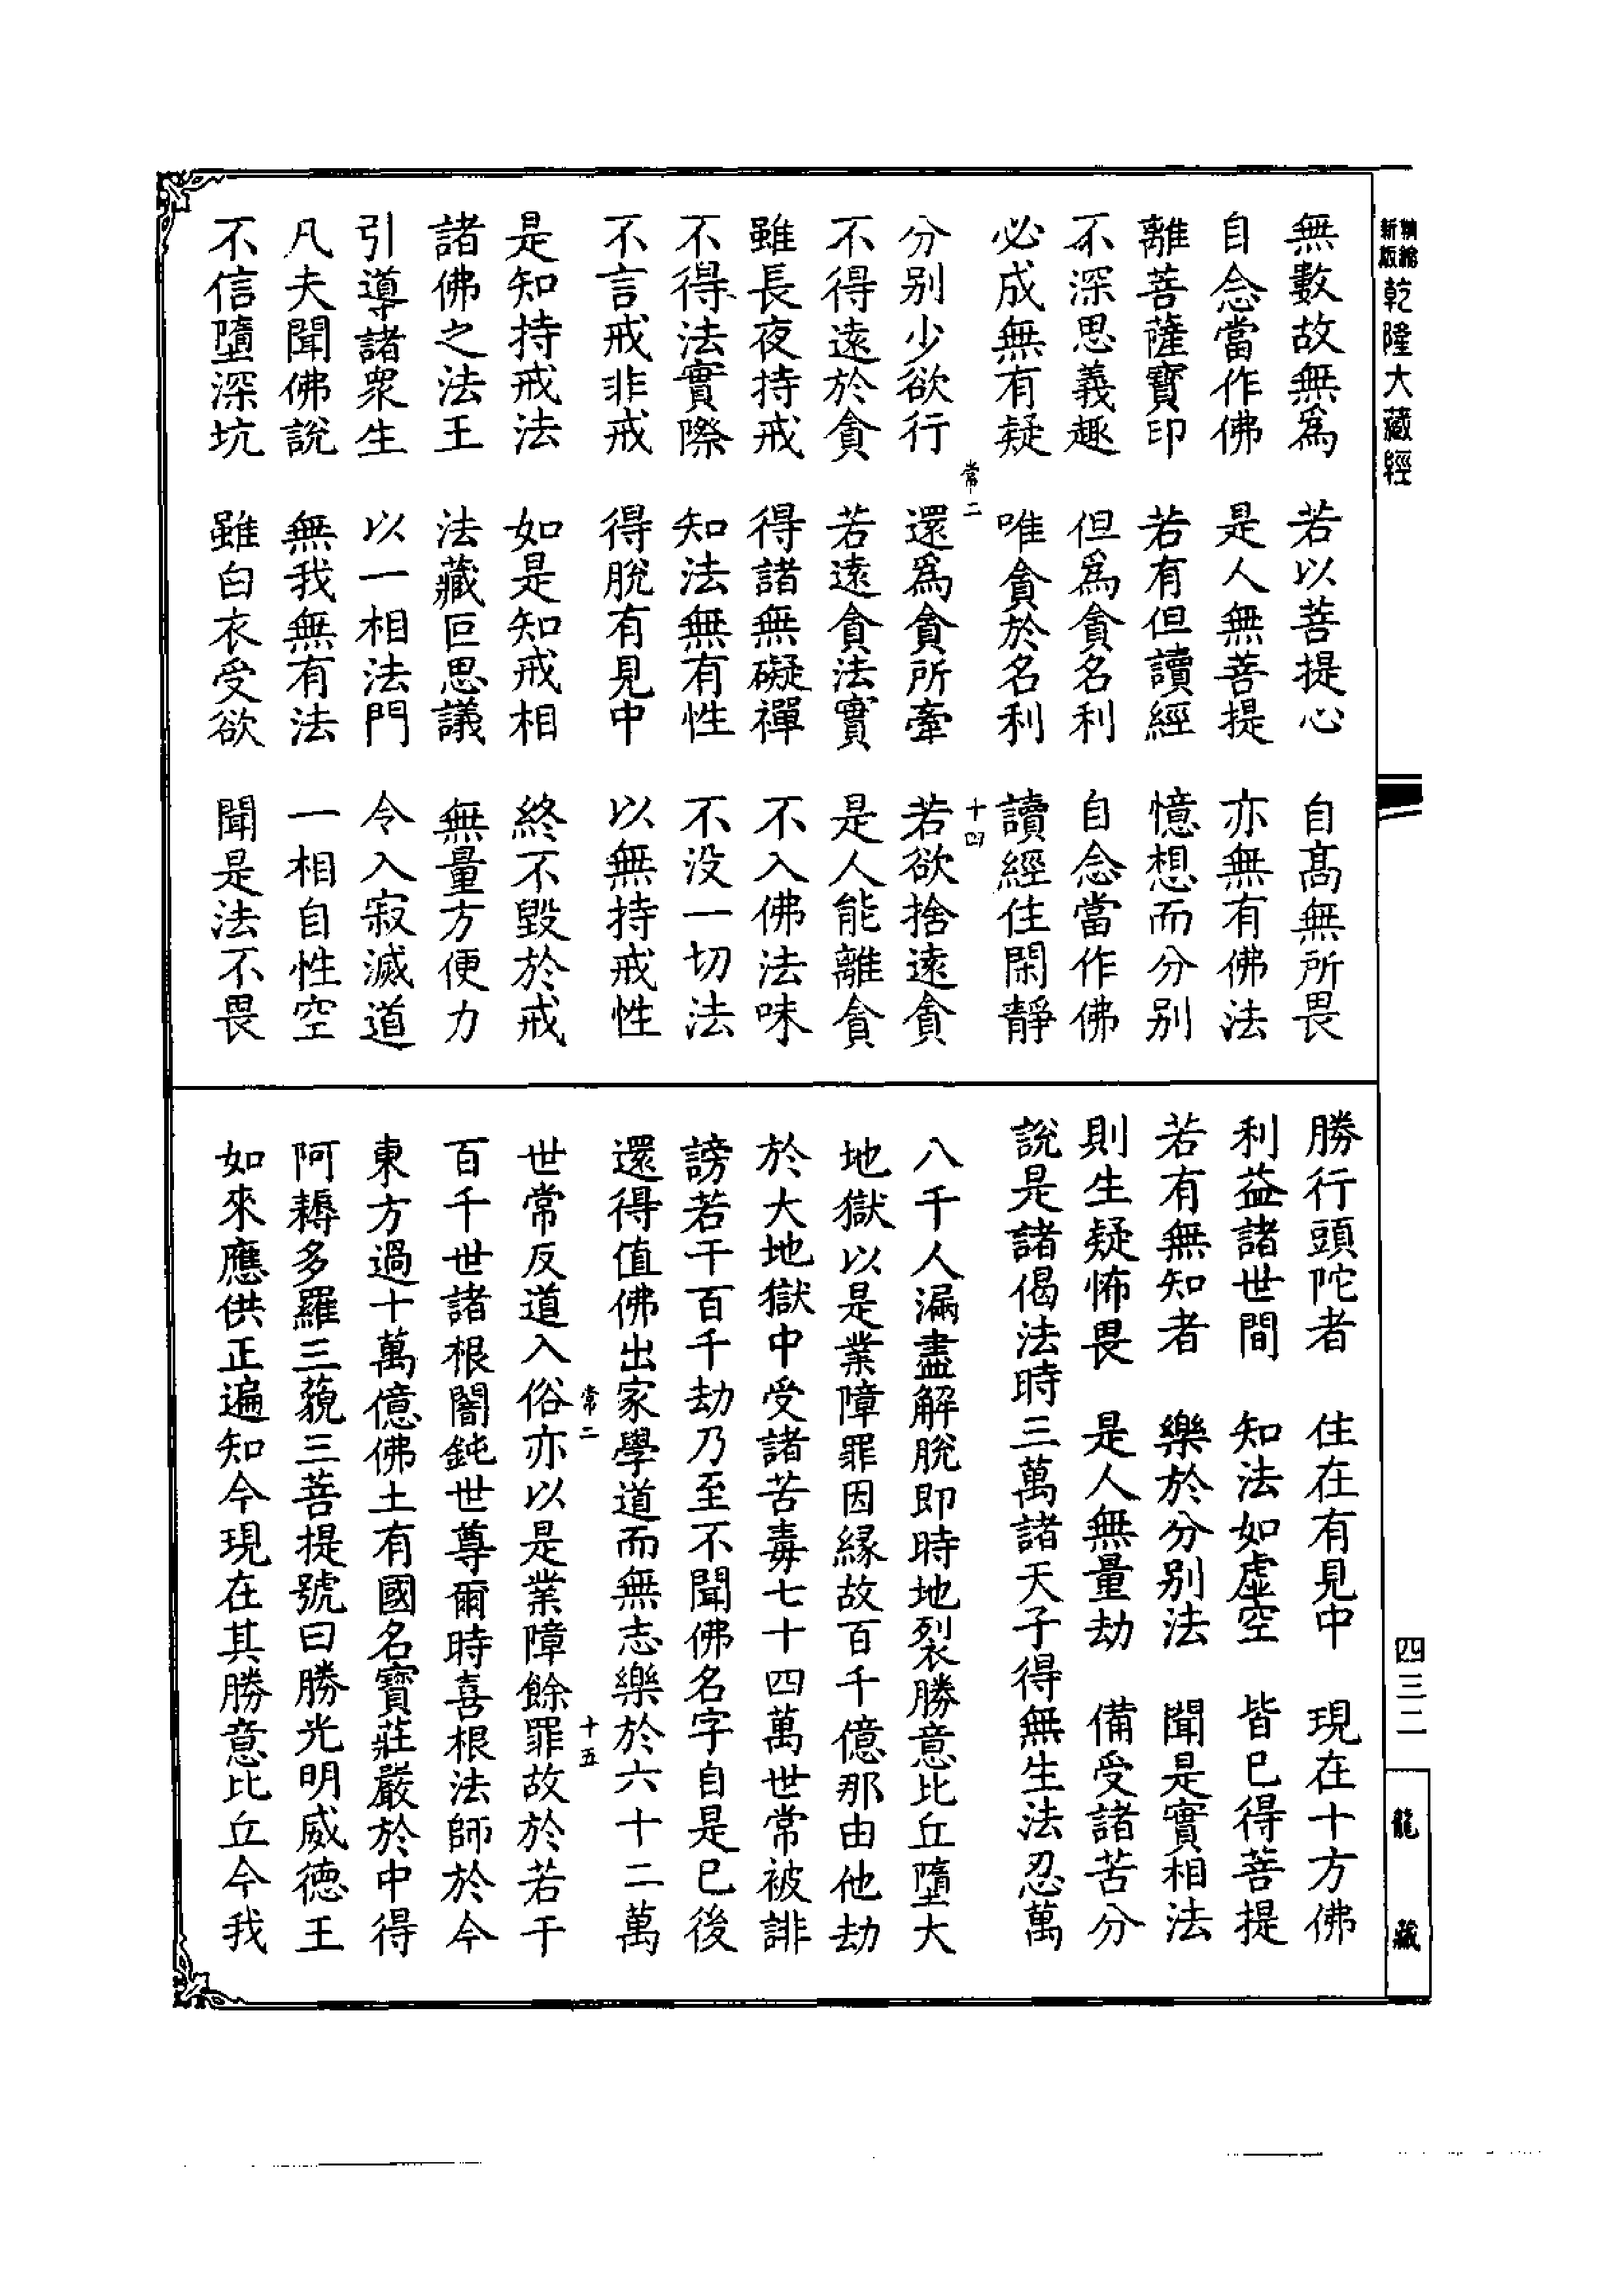 精縮新版乾隆大藏經
無數故無爲　若以菩提心　自髙無所畏
自念當作佛　是人無菩提　亦無有佛法
離菩薩寶印　若有但讀經　憶想而分别
不深思義趣　但爲貪名利　自念當作佛
必成無有疑　唯貪於名利　讀經住閑靜
常二　十四
分别少欲行　還爲貪所牽　若欲捨遠貪
不得遠於貪　若遠貪法實　是人能離貪
雖長夜持戒　得諸無礙禪　不入佛法味
不得法實際　知法無有性　不没一切法
不言戒非戒　得脫有見中　以無持戒性
是知持戒法　如是知戒相　終不毀於戒
諸佛之法王　法藏叵思議　無量方便力
引導諸衆生　以一相法門　令入寂滅道
凡夫聞佛說　無我無有法　一相自性空
不信墮深坑　雖白衣受欲　聞是法不畏
勝行頭陀者　住在有見中　現在十方佛
利益諸世間　知法如虛空　皆已得菩提
若有無知者　樂於分别法　聞是實相法
則生疑怖畏　是人無量劫　備受諸苦分
說是諸偈法時三萬諸天子得無生法忍萬
八千人漏盡解脫即時地裂勝意比丘墮大
地獄以是業障罪因緣故百千億那由他劫
於大地獄中受諸苦毒七十四萬世常被誹
謗若干百千劫乃至不聞佛名字自是已後
還得值佛出家學道而無志樂於六十二萬
常二　十五
世常反道入俗亦以是業障餘罪故於若干
百千世諸根闇鈍世尊爾時喜根法師於今
東方過十萬億佛土有國名寶莊嚴於中得
阿耨多羅三藐三菩提號曰勝光明威德王
如來應供正遍知今現在其勝意比丘今我
四三二
龍藏